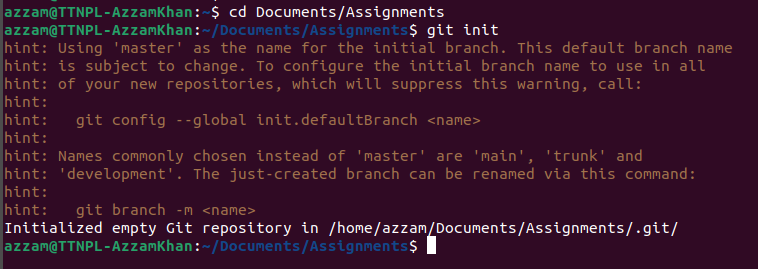 azzam@TTNPL-AzzamKhan:~$ cd Documents/Assignments
azzam@TTNPL-AzzamKhan:~/Documents/Assignments$ git init
hint: Using 'master' as the name for the initial branch. This default branch name
hint: is subject to change. To configure the initial branch name to use in all
hint: of your new repositories, which will suppress this warning, call:
hint:
hint:   git config --global init.defaultBranch <name>
hint:
hint: Names commonly chosen instead of 'master' are 'main', 'trunk' and
hint: 'development'. The just-created branch can be renamed via this command:
hint:
hint:   git branch -m <name>
Initialized empty Git repository in /home/azzam/Documents/Assignments/.git/
azzam@TTNPL-AzzamKhan:~/Documents/Assignments$